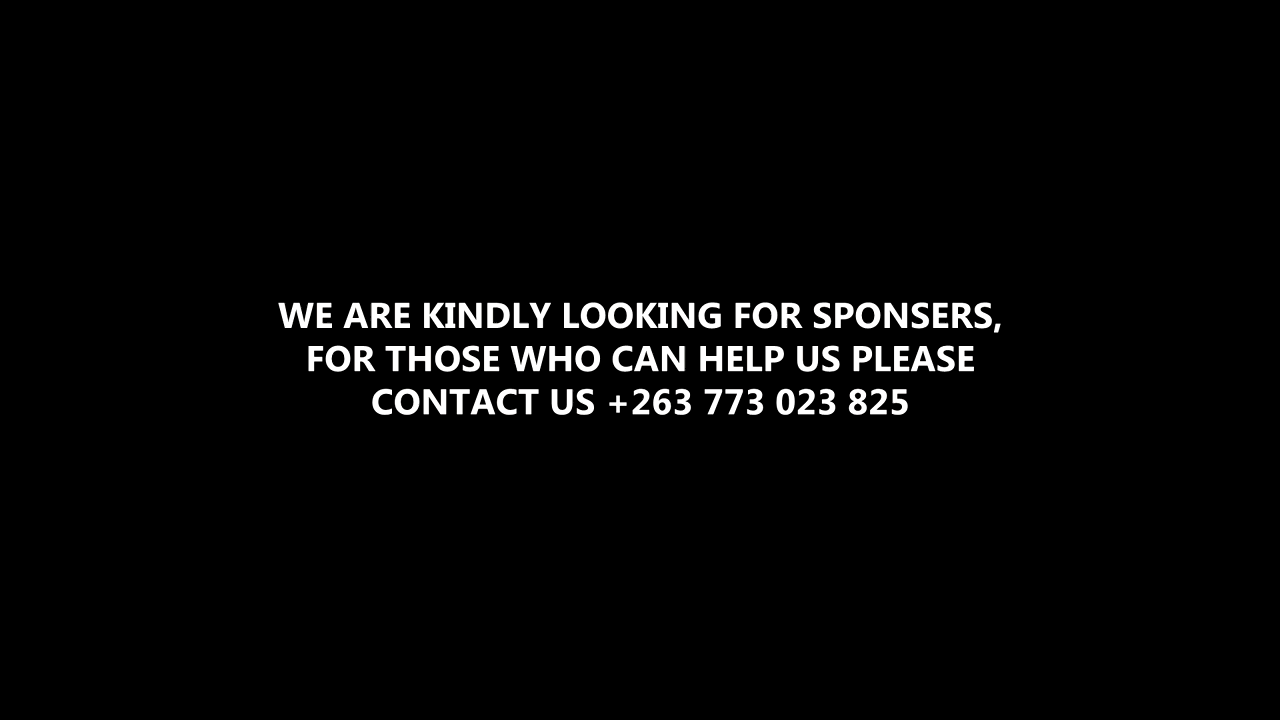 WE ARE KINDLY LOOKING FOR SPONSERS,
FOR THOSE WHO CAN HELP US PLEASE
CONTACT US +263 773 023 825